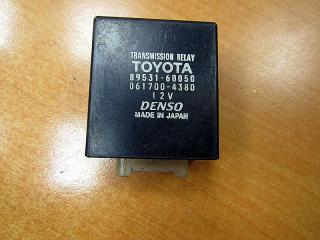 TRANSMISSION RELAY
TOYOTA
89531-60050
061700-4380
12V
DENSO
MADE IN JAPAN